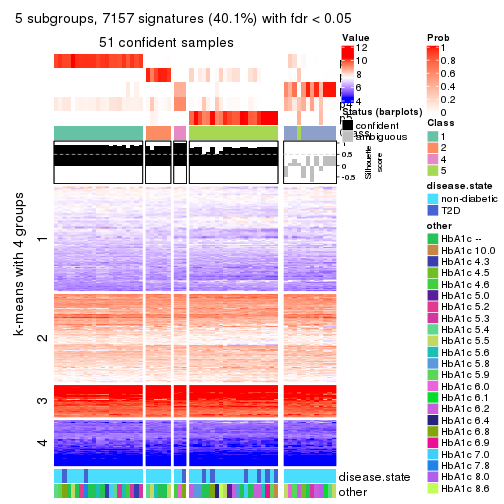 5 subgroups, 7157 signatures (40.1%) with fdr < 0.05
51 confident samples
k-means with 4 groups
1
2
3
4
1
0.5
0
-0.5
Silhouette
score
disease.state
other
Value
12
10
8
6
4
Status (barplots)
confident
ambiguous
Prob
1
0.8
0.6
0.4
0.2
0
Class
1
2
4
5
disease.state
non-diabetic
T2D
other
HbA1c --
HbA1c 10.0
HbA1c 4.3
HbA1c 4.5
HbA1c 4.6
HbA1c 5.0
HbA1c 5.2
HbA1c 5.3
HbA1c 5.4
HbA1c 5.5
HbA1c 5.6
HbA1c 5.8
HbA1c 5.9
HbA1c 6.0
HbA1c 6.1
HbA1c 6.2
HbA1c 6.4
HbA1c 6.8
HbA1c 6.9
HbA1c 7.0
HbA1c 7.8
HbA1c 8.0
HbA1c 8.6